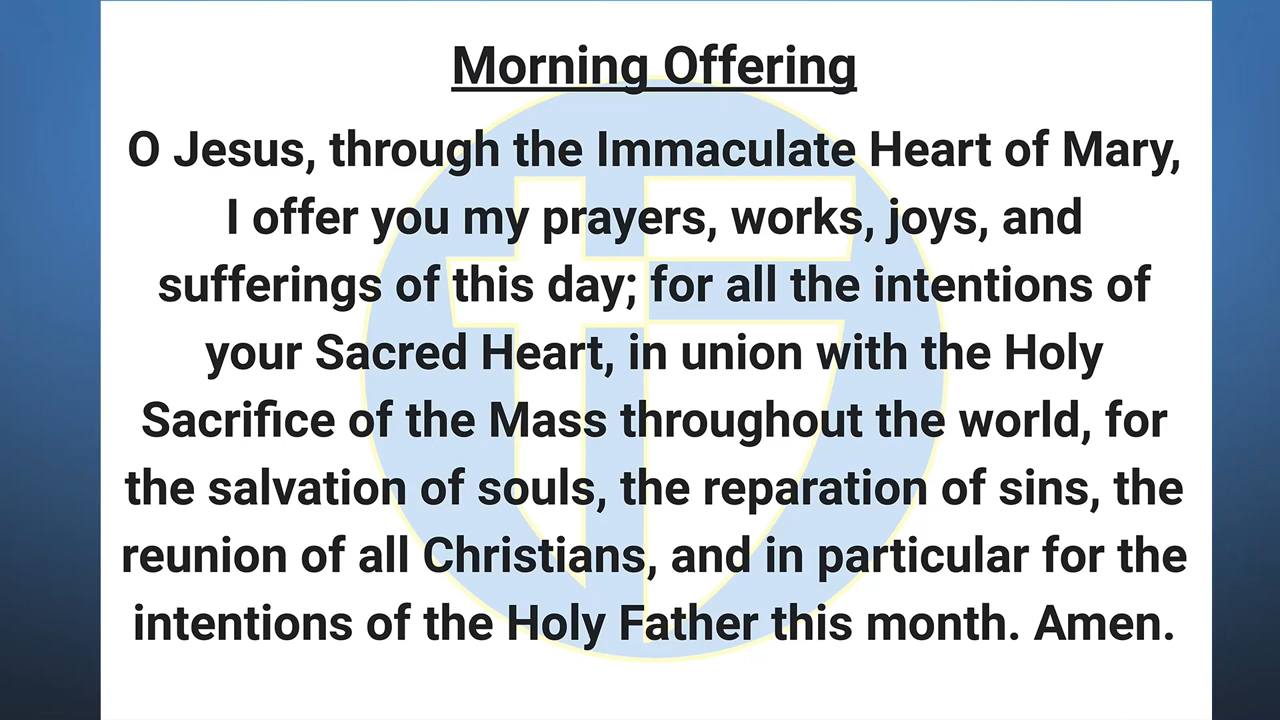 Morning Offering
O Jesus, through the Immaculate Heart of Mary,
I offer you my prayers, works, joys, and
sufferings of this day; for all the intentions of
your Sacred Heart, in union with the Holy
Sacrifice of the Mass throughout the world, for
the salvation of souls, the reparation of sins, the
reunion of all Christians, and in particular for the
intentions of the Holy Father this month. Amen.